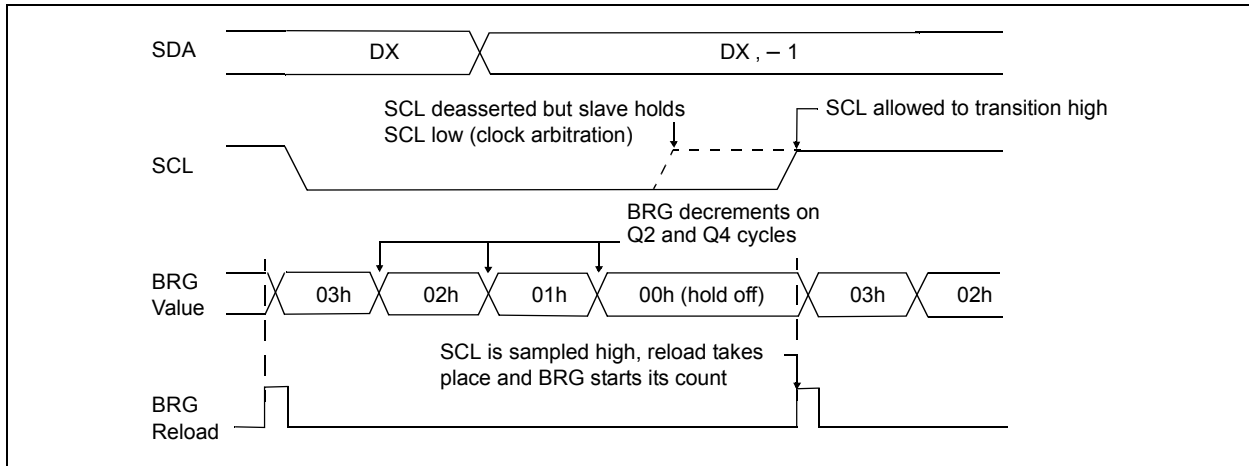 SDA
DX
DX , – 1
SCL deasserted but slave holds
SCL low (clock arbitration)
SCL allowed to transition high
SCL
BRG decrements on
Q2 and Q4 cycles
BRG
Value
03h
02h
01h
00h (hold off)
03h
02h
SCL is sampled high, reload takes
place and BRG starts its count
BRG
Reload